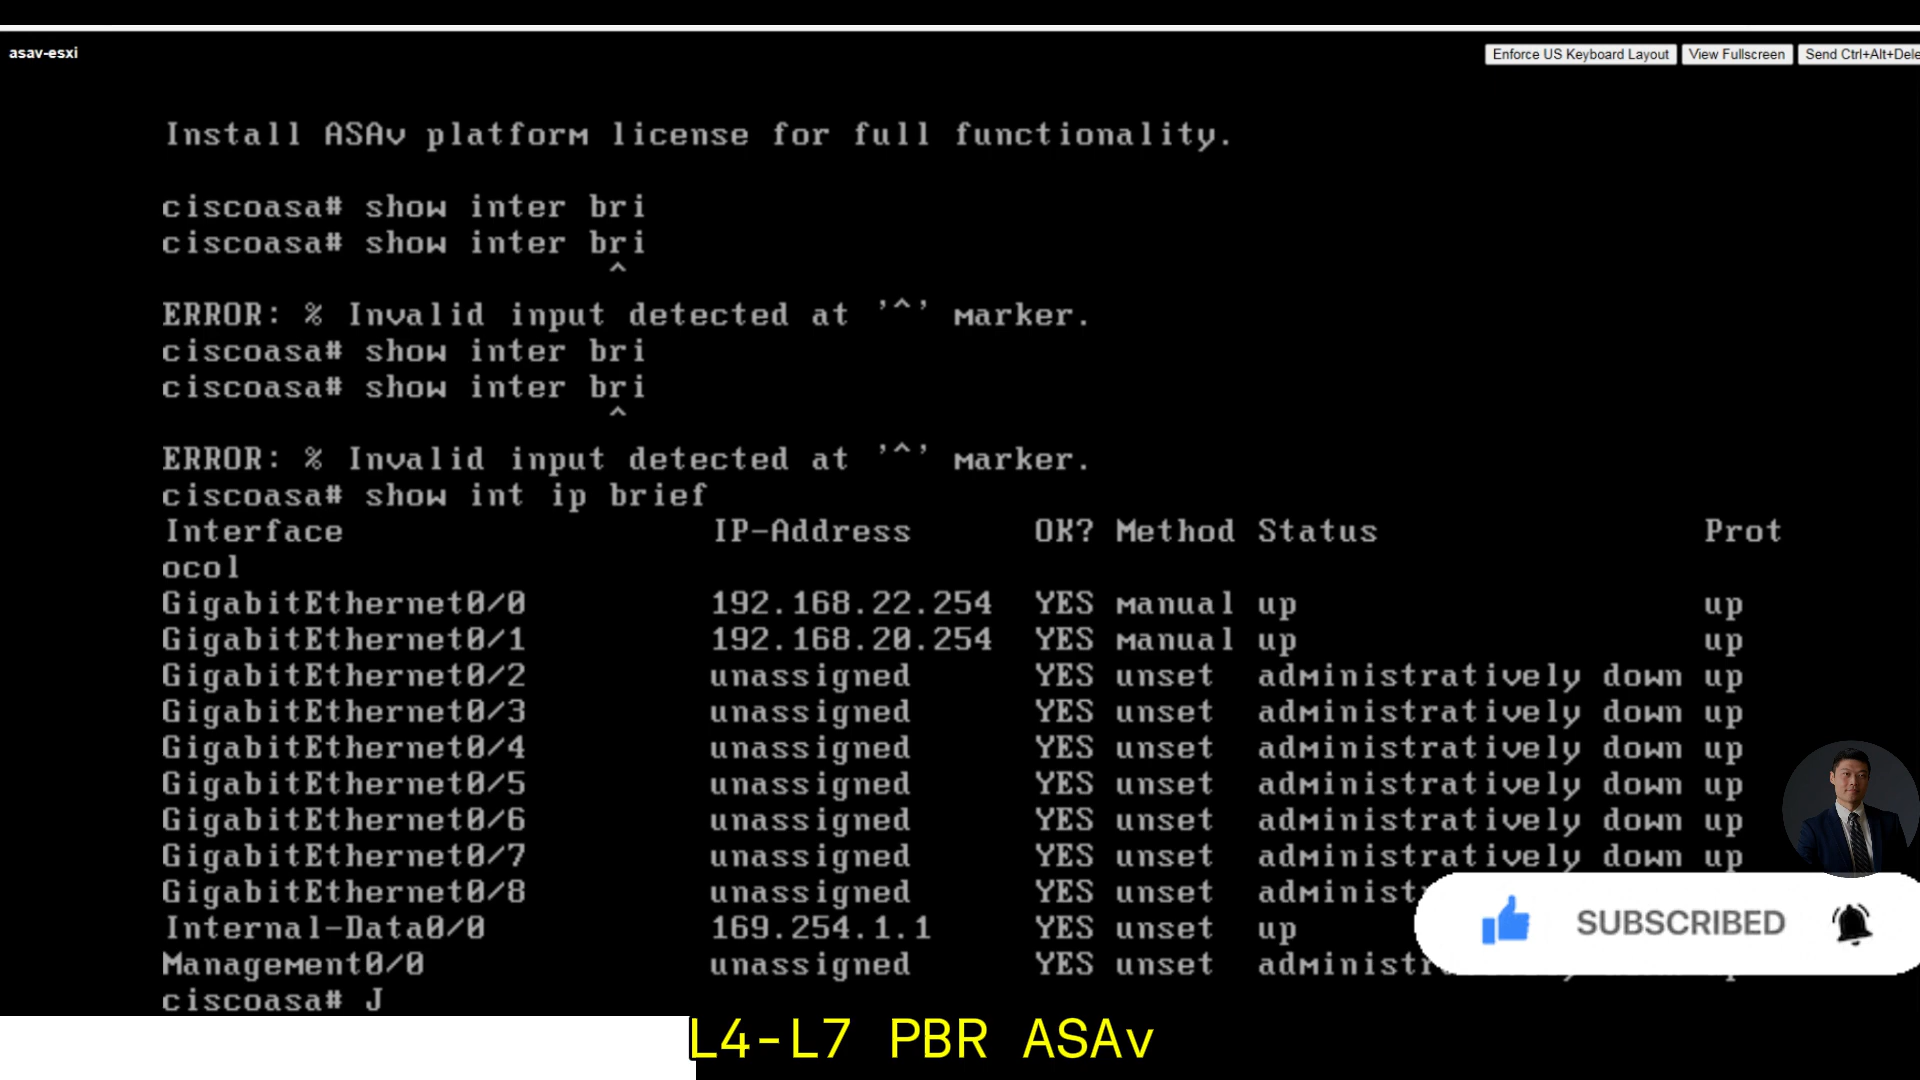 asav-esxi
Enforce US Keyboard Layout View Fullscreen Send Ctrl+Alt+Dele
Install ASAv platform license for full functionality.
ciscoasa# show inter bri
ciscoasa# show inter bri
^
ERROR: % Invalid input detected at '^' marker.
ciscoasa# show inter bri
ciscoasa# show inter bri
^
ERROR: % Invalid input detected at '^' marker.
ciscoasa# show int ip brief
Interface IP-Address OK? Method Status Prot
ocol
GigabitEthernet0/0 192.168.22.254 YES manual up up
GigabitEthernet0/1 192.168.20.254 YES manual up up
GigabitEthernet0/2 unassigned YES unset administratively down up
GigabitEthernet0/3 unassigned YES unset administratively down up
GigabitEthernet0/4 unassigned YES unset administratively down up
GigabitEthernet0/5 unassigned YES unset administratively down up
GigabitEthernet0/6 unassigned YES unset administratively down up
GigabitEthernet0/7 unassigned YES unset administratively down up
GigabitEthernet0/8 unassigned YES unset administ
Internal-Data0/0 169.254.1.1 YES unset up
SUBSCRIBED
Management0/0 unassigned YES unset administr
ciscoasa# J
L4-L7 PBR ASAv